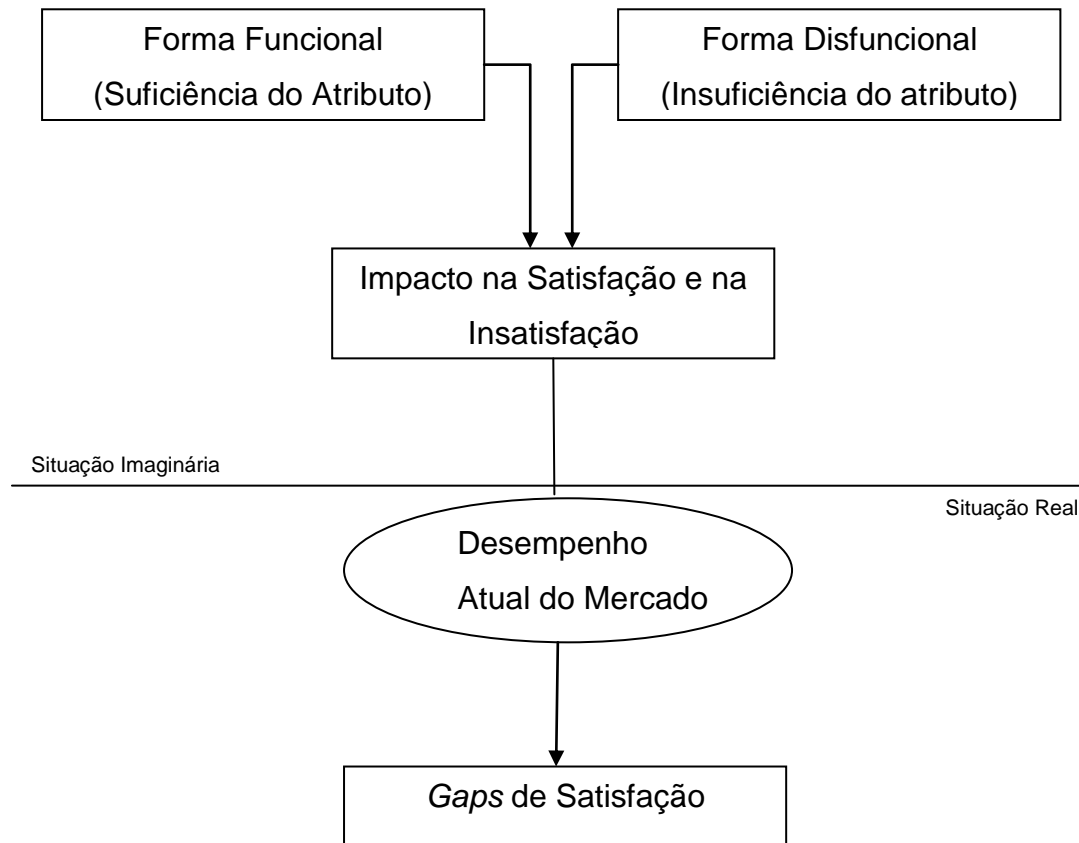 Forma Funcional
(Suficiência do Atributo)
Forma Disfuncional
(Insuficiência do atributo)
Impacto na Satisfação e na
Insatisfação
Situação Imaginária
Situação Real
Desempenho
Atual do Mercado
Gaps de Satisfação